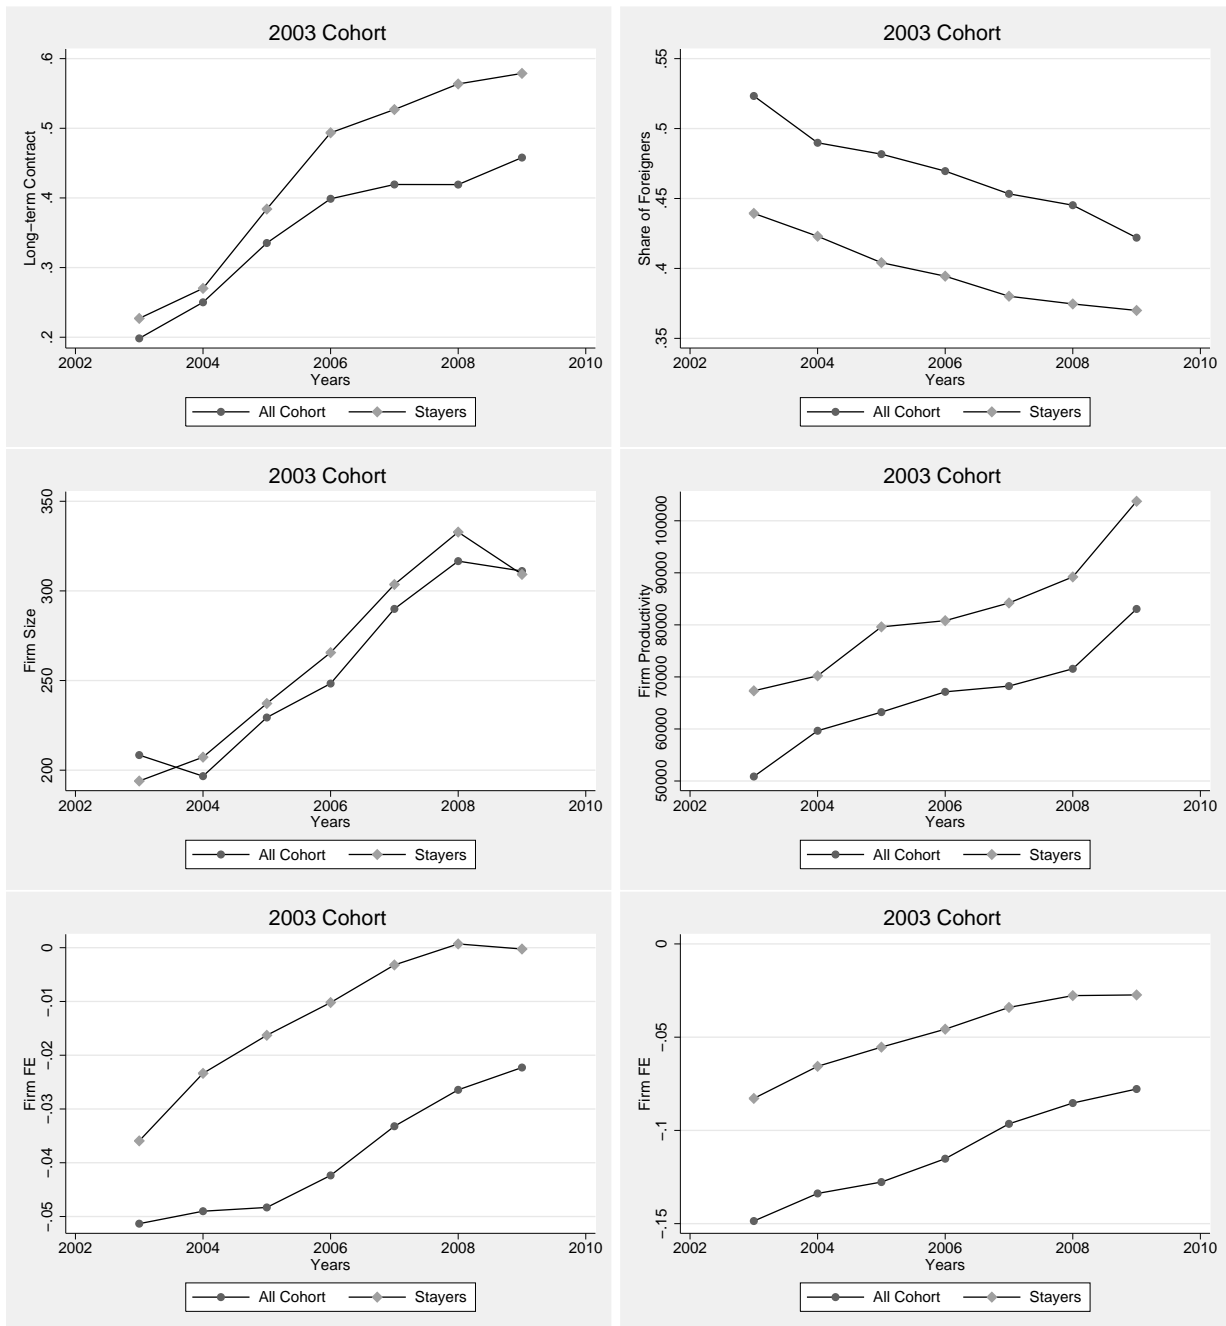 2003 Cohort
Long−term Contract
.6
.5
.4
.3
.2
2002 2004 2006 2008 2010
Years
All Cohort Stayers
2003 Cohort
Share of Foreigners
.55
.5
.45
.4
.35
2002 2004 2006 2008 2010
Years
All Cohort Stayers
2003 Cohort
Firm Size
350
300
250
200
2002 2004 2006 2008 2010
Years
All Cohort Stayers
2003 Cohort
Firm Productivity
100000
90000
80000
70000
60000
50000
2002 2004 2006 2008 2010
Years
All Cohort Stayers
2003 Cohort
Firm FE
0
−.01
−.02
−.03
−.04
−.05
2002 2004 2006 2008 2010
Years
All Cohort Stayers
2003 Cohort
Firm FE
0
−.05
−.1
−.15
2002 2004 2006 2008 2010
Years
All Cohort Stayers